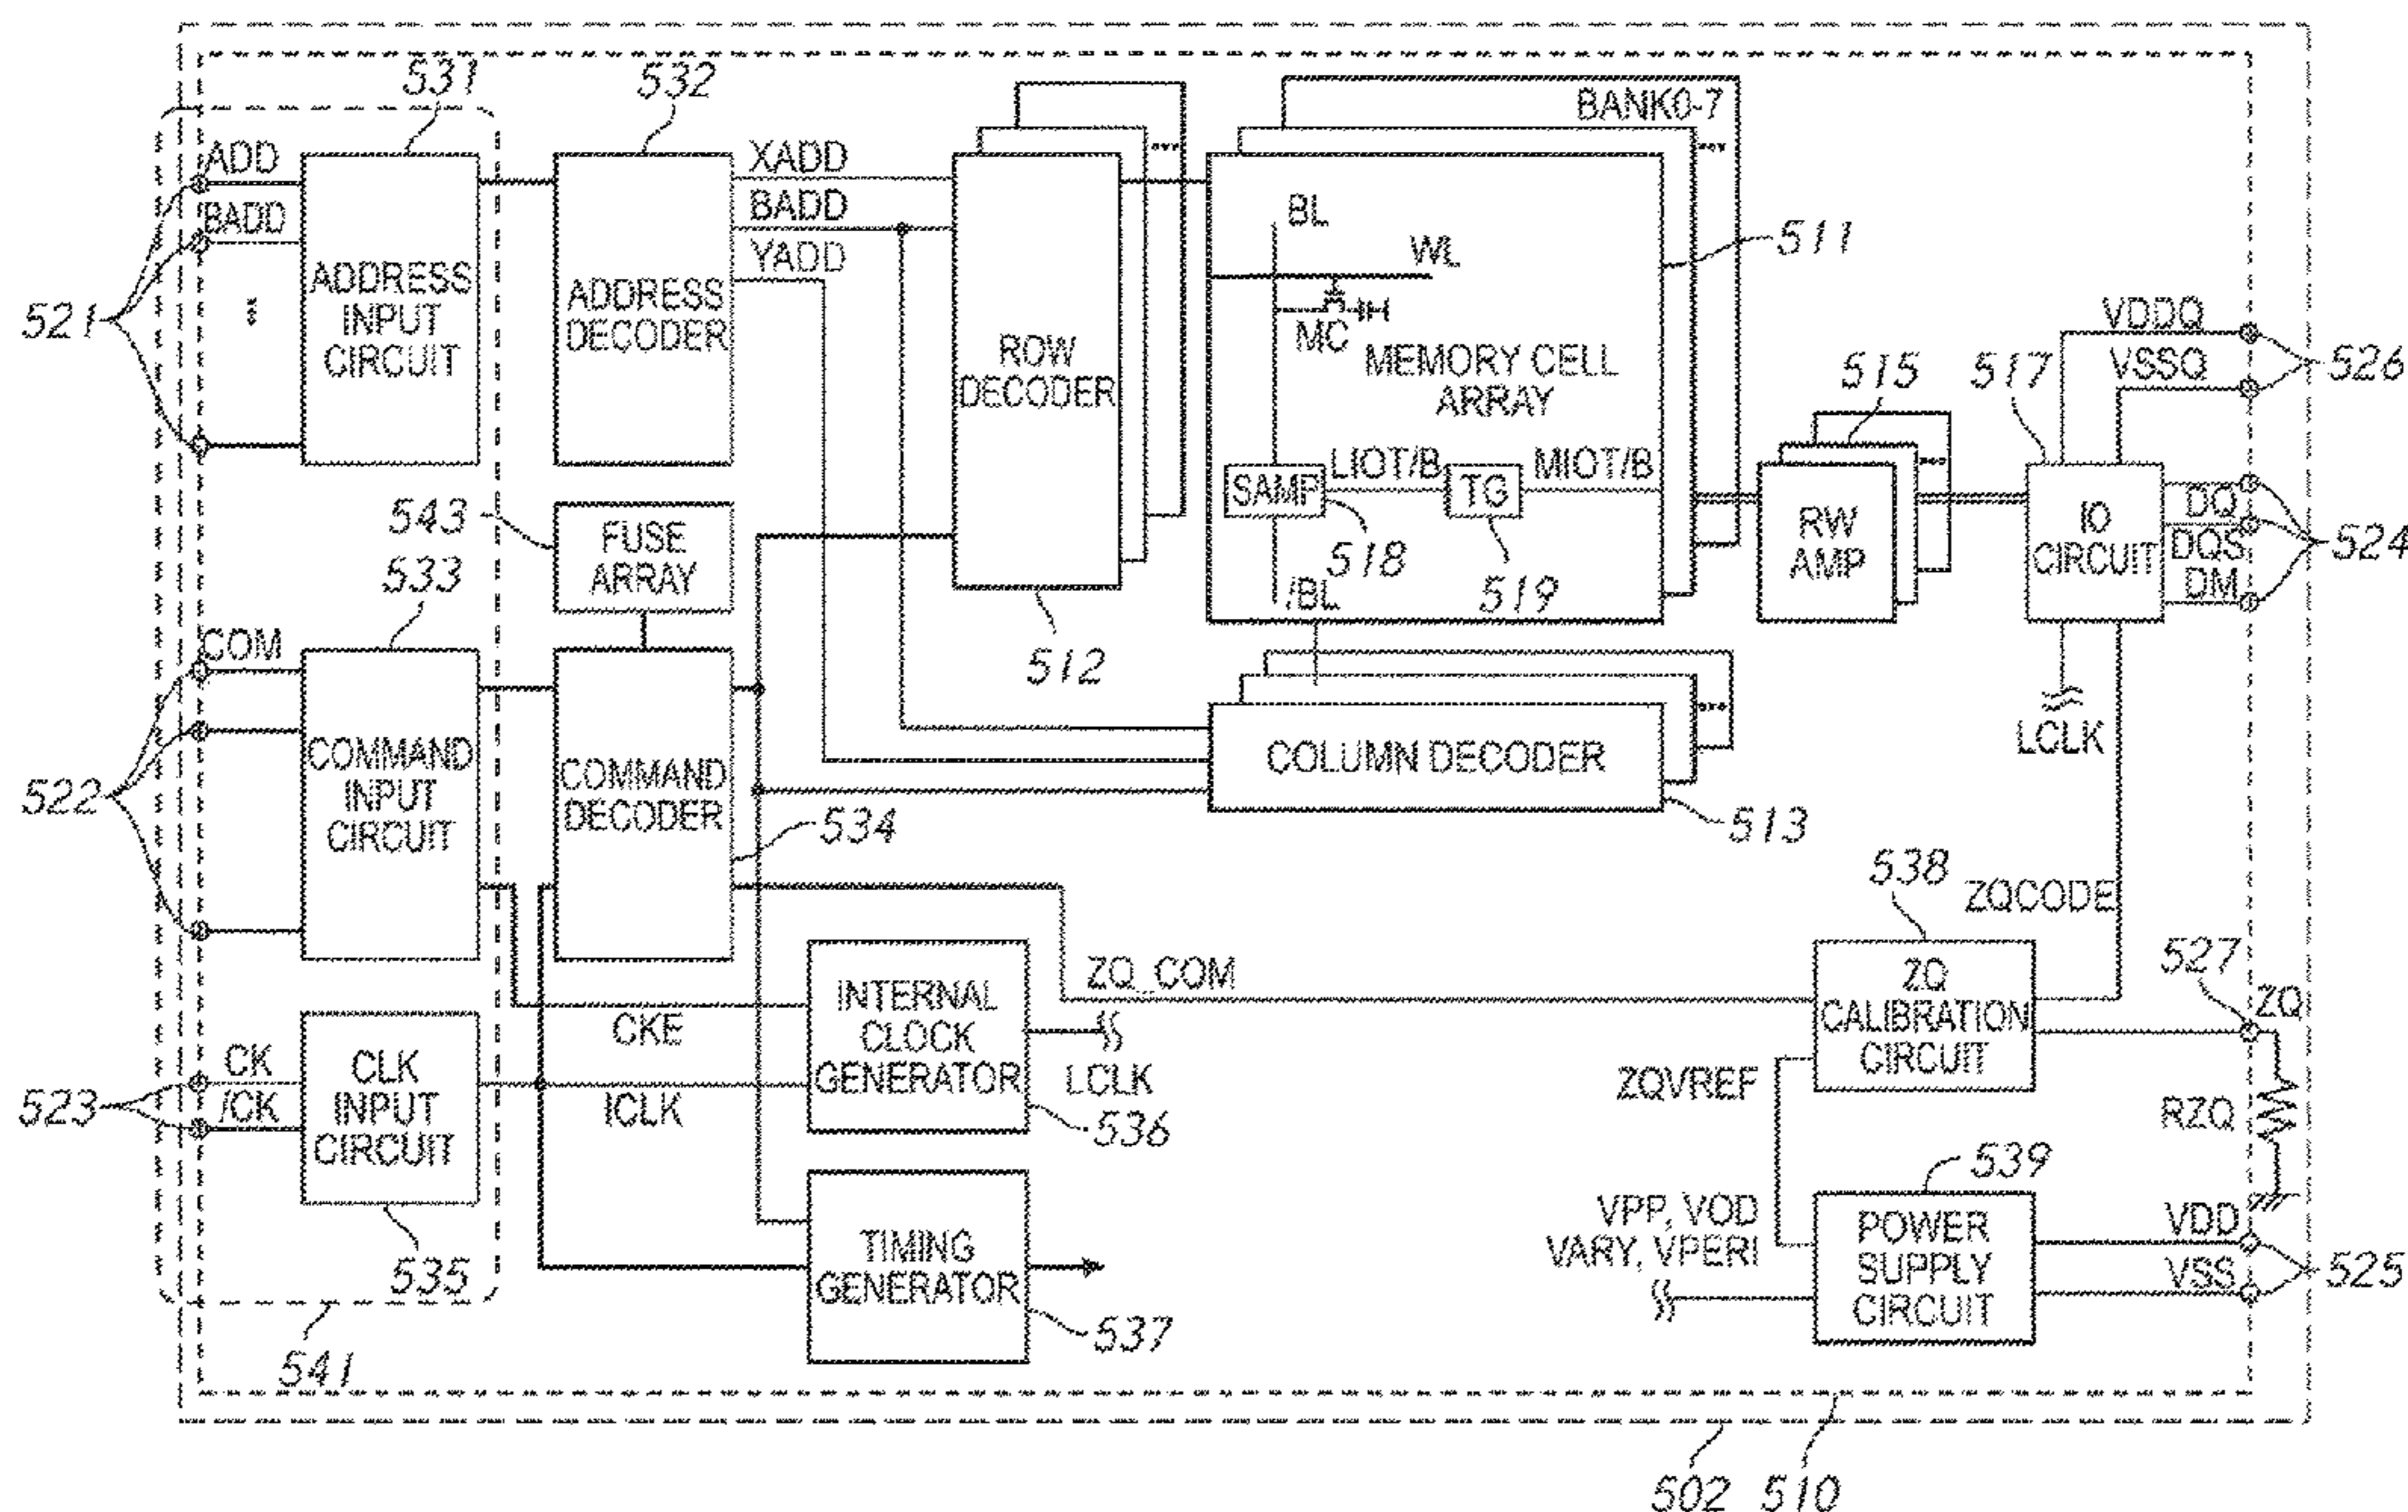 531
532
BANK0-7
ADD
BADD
ADDRESS
INPUT
CIRCUIT
521
ADDRESS
DECODER
XADD
BADD
YADD
ROW
DECODER
512
BL
WL
MC
MEMORY CELL
ARRAY
511
SAMP
LIOT/B
TG
MIOT/B
518
519
/BL
515
RW
AMP
517
IO
CIRCUIT
VDDQ
VSSQ
526
DQ
DQS
DM
524
LCLK
543
FUSE
ARRAY
533
COM
COMMAND
INPUT
CIRCUIT
522
COMMAND
DECODER
534
COLUMN DECODER
513
538
ZQCODE
527
ZQ
CALIBRATION
CIRCUIT
ZQ
RZQ
ZQ_COM
INTERNAL
CLOCK
GENERATOR
LCLK
536
CKE
ICLK
CK
/CK
523
CLK
INPUT
CIRCUIT
535
541
TIMING
GENERATOR
537
ZQVREF
539
VPP, VOD
VARY, VPERI
POWER
SUPPLY
CIRCUIT
VDD
VSS
525
502
510